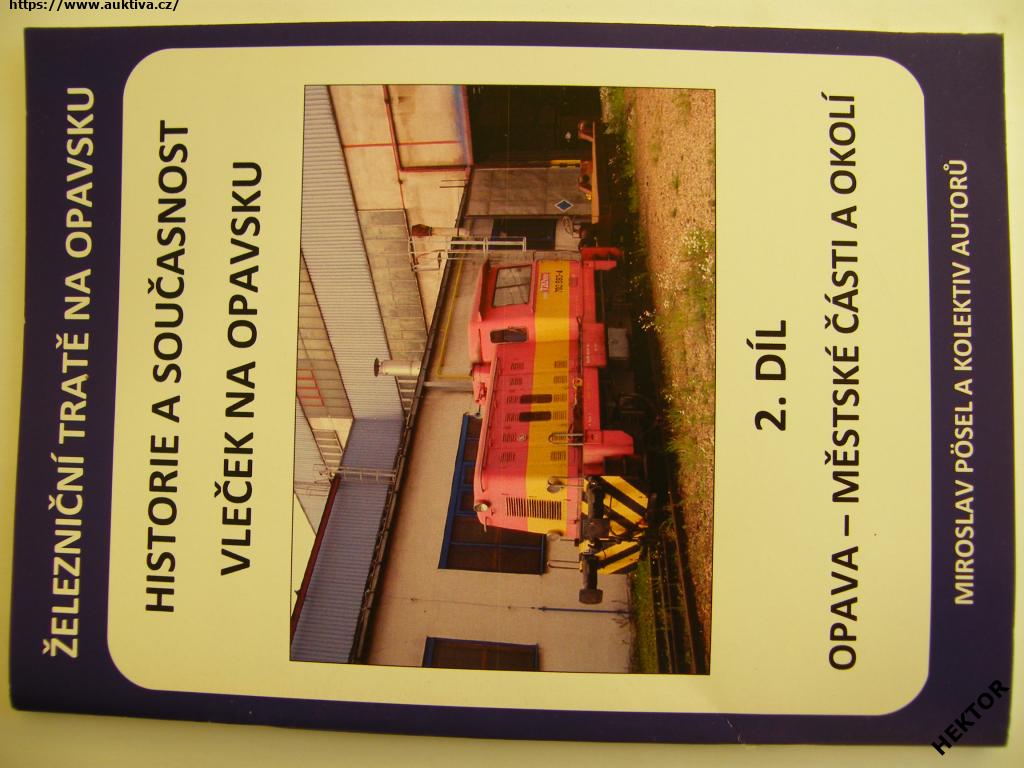 https://www.auktiva.cz/
ŽELEZNIČNÍ TRATĚ NA OPAVSKU
HISTORIE A SOUČASNOST
VLEČEK NA OPAVSKU
2. DÍL
OPAVA – MĚSTSKÉ ČÁSTI A OKOLÍ
MIROSLAV PÖSEL A KOLEKTIV AUTORŮ
HEKTOR